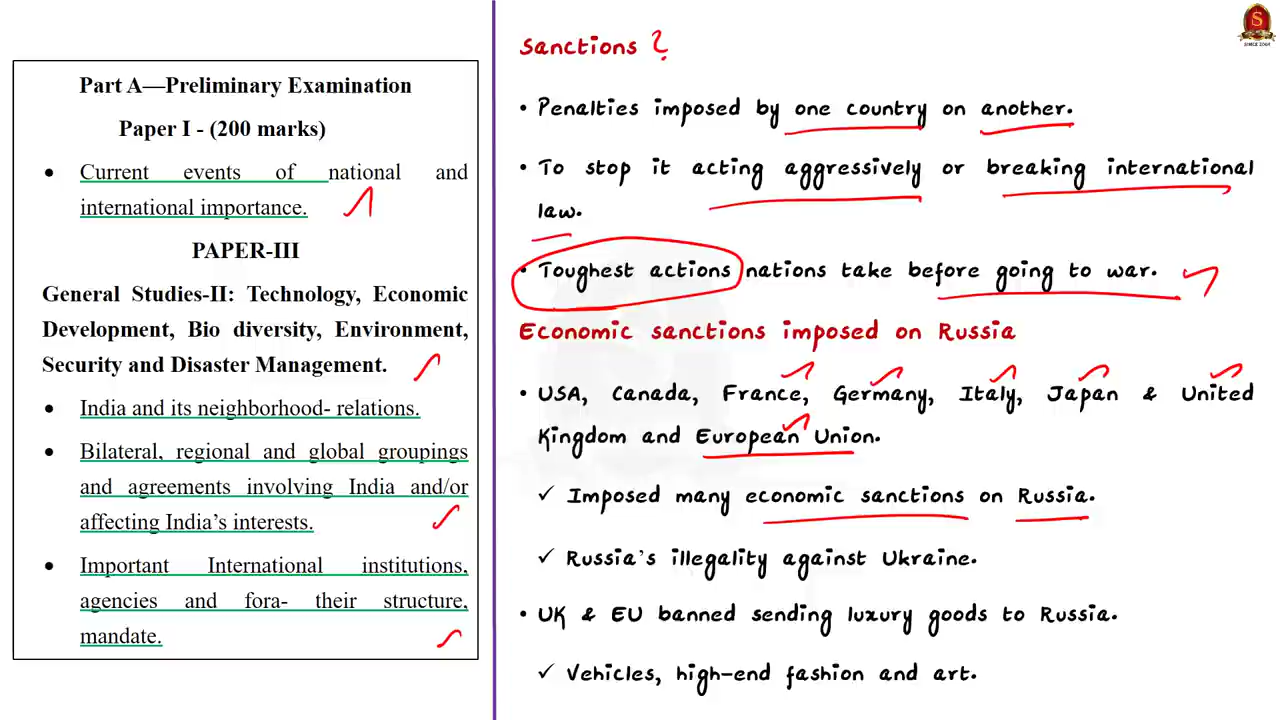 Part A—Preliminary Examination
Paper I - (200 marks)
• Current events of national and
international importance.
PAPER-III
General Studies-II: Technology, Economic
Development, Bio diversity, Environment,
Security and Disaster Management.
• India and its neighborhood- relations.
• Bilateral, regional and global groupings
and agreements involving India and/or
affecting India's interests.
• Important International institutions,
agencies and fora- their structure,
mandate.
Sanctions ?
• Penalties imposed by one country on another.
• To stop it acting aggressively or breaking international
law.
• Toughest actions nations take before going to war.
Economic sanctions imposed on Russia
• USA, Canada, France, Germany, Italy, Japan & United
Kingdom and European Union.
✓ Imposed many economic sanctions on Russia.
✓ Russia's illegality against Ukraine.
• UK & EU banned sending luxury goods to Russia.
✓ Vehicles, high-end fashion and art.
S